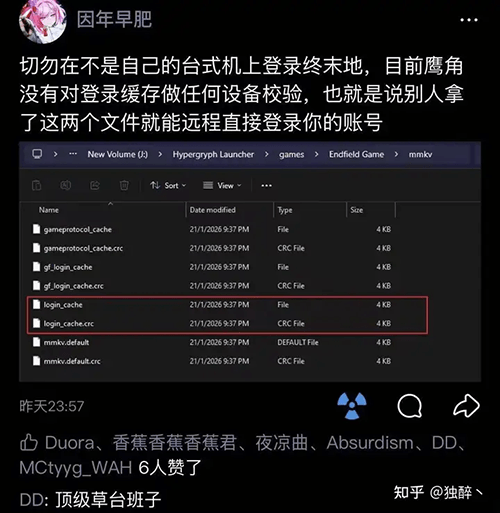 因年早肥
切勿在不是自己的台式机上登录终末地，目前鹰角
没有对登录缓存做任何设备校验，也就是说别人拿
了这两个文件就能远程直接登录你的账号
New Volume (J:) > Hypergryph Launcher > games > Endfield Game > mmkv
Sort View
Name Date modified Type Size
gameprotocol_cache 21/1/2026 9:37 PM File 4 KB
gameprotocol_cache.crc 21/1/2026 9:37 PM CRC File 4 KB
gf_login_cache 21/1/2026 9:37 PM File 4 KB
gf_login_cache.crc 21/1/2026 9:37 PM CRC File 4 KB
login_cache 21/1/2026 9:37 PM File 4 KB
login_cache.crc 21/1/2026 9:37 PM CRC File 4 KB
mmkv.default 21/1/2026 9:37 PM DEFAULT File 4 KB
mmkv.default.crc 21/1/2026 9:37 PM CRC File 4 KB
昨天23:57
Duora、香蕉香蕉香蕉君、夜凉曲、Absurdism、DD、
MCtyyg_WAH 6人赞了
DD: 顶级草台班子
知乎 @独醉丶